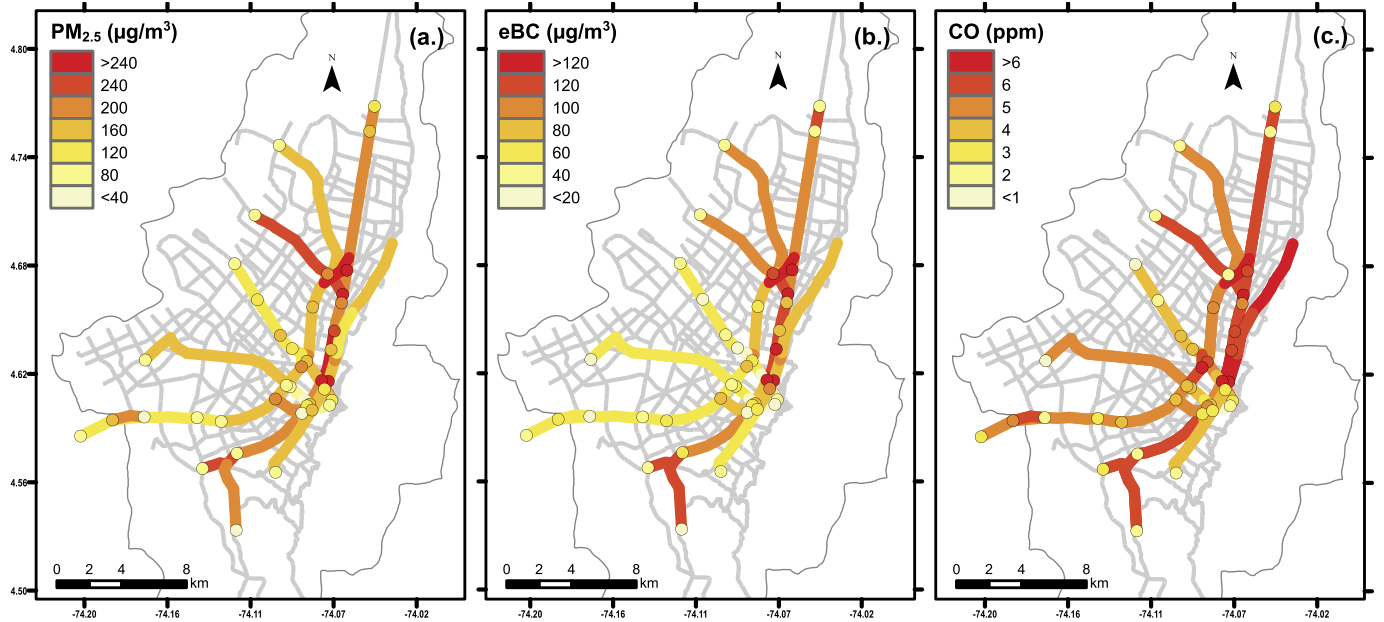 PM2.5 (µg/m³)
(a.)
>240
240
200
160
120
80
<40
N
eBC (µg/m³)
(b.)
>120
120
100
80
60
40
<20
N
CO (ppm)
(c.)
>6
6
5
4
3
2
<1
N
4.80
4.74
4.68
4.62
4.56
4.50
0 2 4 8
km
0 2 4 8
km
0 2 4 8
km
-74.20 -74.16 -74.11 -74.07 -74.02
-74.20 -74.16 -74.11 -74.07 -74.02
-74.20 -74.16 -74.11 -74.07 -74.02